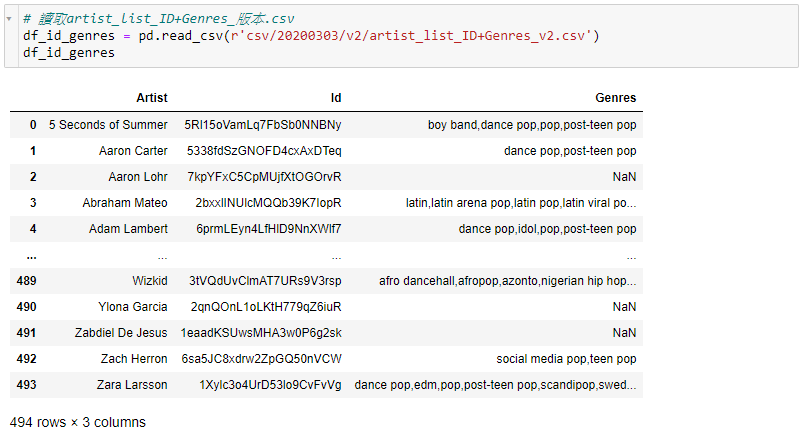 # 讀取artist_list_ID+Genres_版本.csv
df_id_genres = pd.read_csv(r'csv/20200303/v2/artist_list_ID+Genres_v2.csv')
df_id_genres
Artist Id Genres
0 5 Seconds of Summer 5Rl15oVamLq7FbSb0NNBNy boy band,dance pop,pop,post-teen pop
1 Aaron Carter 5338fdSzGNOFD4cxAxDTeq dance pop,post-teen pop
2 Aaron Lohr 7kpYFxC5CpMUjfXtOGOrvR NaN
3 Abraham Mateo 2bxxlINUlcMQQb39K7IopR latin,latin arena pop,latin pop,latin viral po...
4 Adam Lambert 6prmLEyn4LfHlD9NnXWlf7 dance pop,idol,pop,post-teen pop
... ... ... ...
489 Wizkid 3tVQdUvClmAT7URs9V3rsp afro dancehall,afropop,azonto,nigerian hip hop...
490 Ylona Garcia 2qnQOnL1oLKtH779qZ6iuR NaN
491 Zabdiel De Jesus 1eaadKSUwsMHA3w0P6g2sk NaN
492 Zach Herron 6sa5JC8xdrw2ZpGQ50nVCW social media pop,teen pop
493 Zara Larsson 1Xylc3o4UrD53lo9CvFvVg dance pop,edm,pop,post-teen pop,scandipop,swed...
494 rows × 3 columns